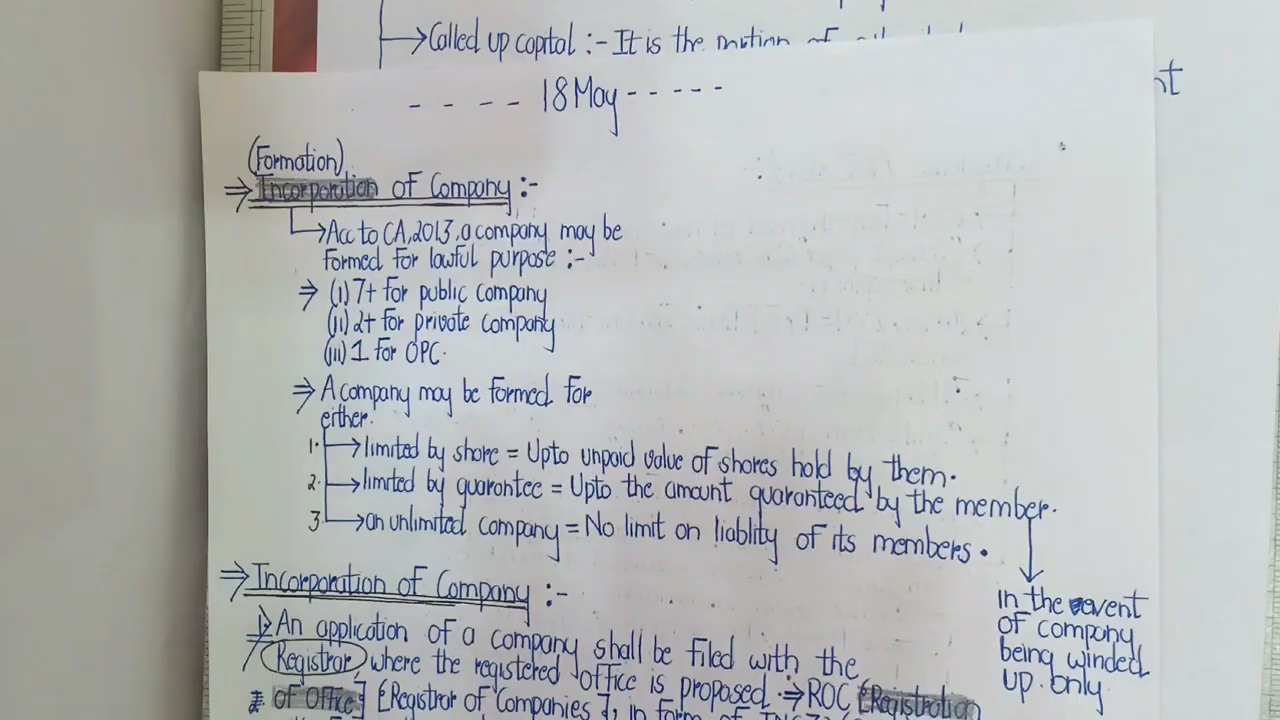 →Called up capital :- It is the
---- 18 May -----
(Formation)
⇒ Incorporation of Company :-
→Acc to CA, 2013, a company may be
formed for lawful purpose :-
⇒ (i) 7+ for public company
(ii) 2+ for private company
(iii) 1 for OPC.
⇒ A company may be formed for
either.
1. →limited by share = Upto unpaid value of shares hold by them.
2. →limited by guarantee = Upto the amount guaranteed by the member.
3. →an unlimited company = No limit on liablity of its members.
in the event
of company
being winded
up. only
⇒ Incorporation of Company :-
An application of a company shall be filed with the
Registrar where the registered office is proposed. ⇒ ROC [Registration
of Office] [Registrar of Companies], in form of